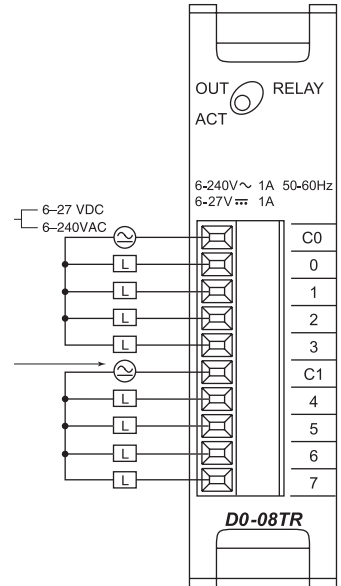 OUT RELAY
ACT
6-240V~ 1A 50-60Hz
6-27V⎓ 1A
6–27 VDC
6–240VAC
C0
L 0
L 1
L 2
L 3
C1
L 4
L 5
L 6
L 7
D0-08TR